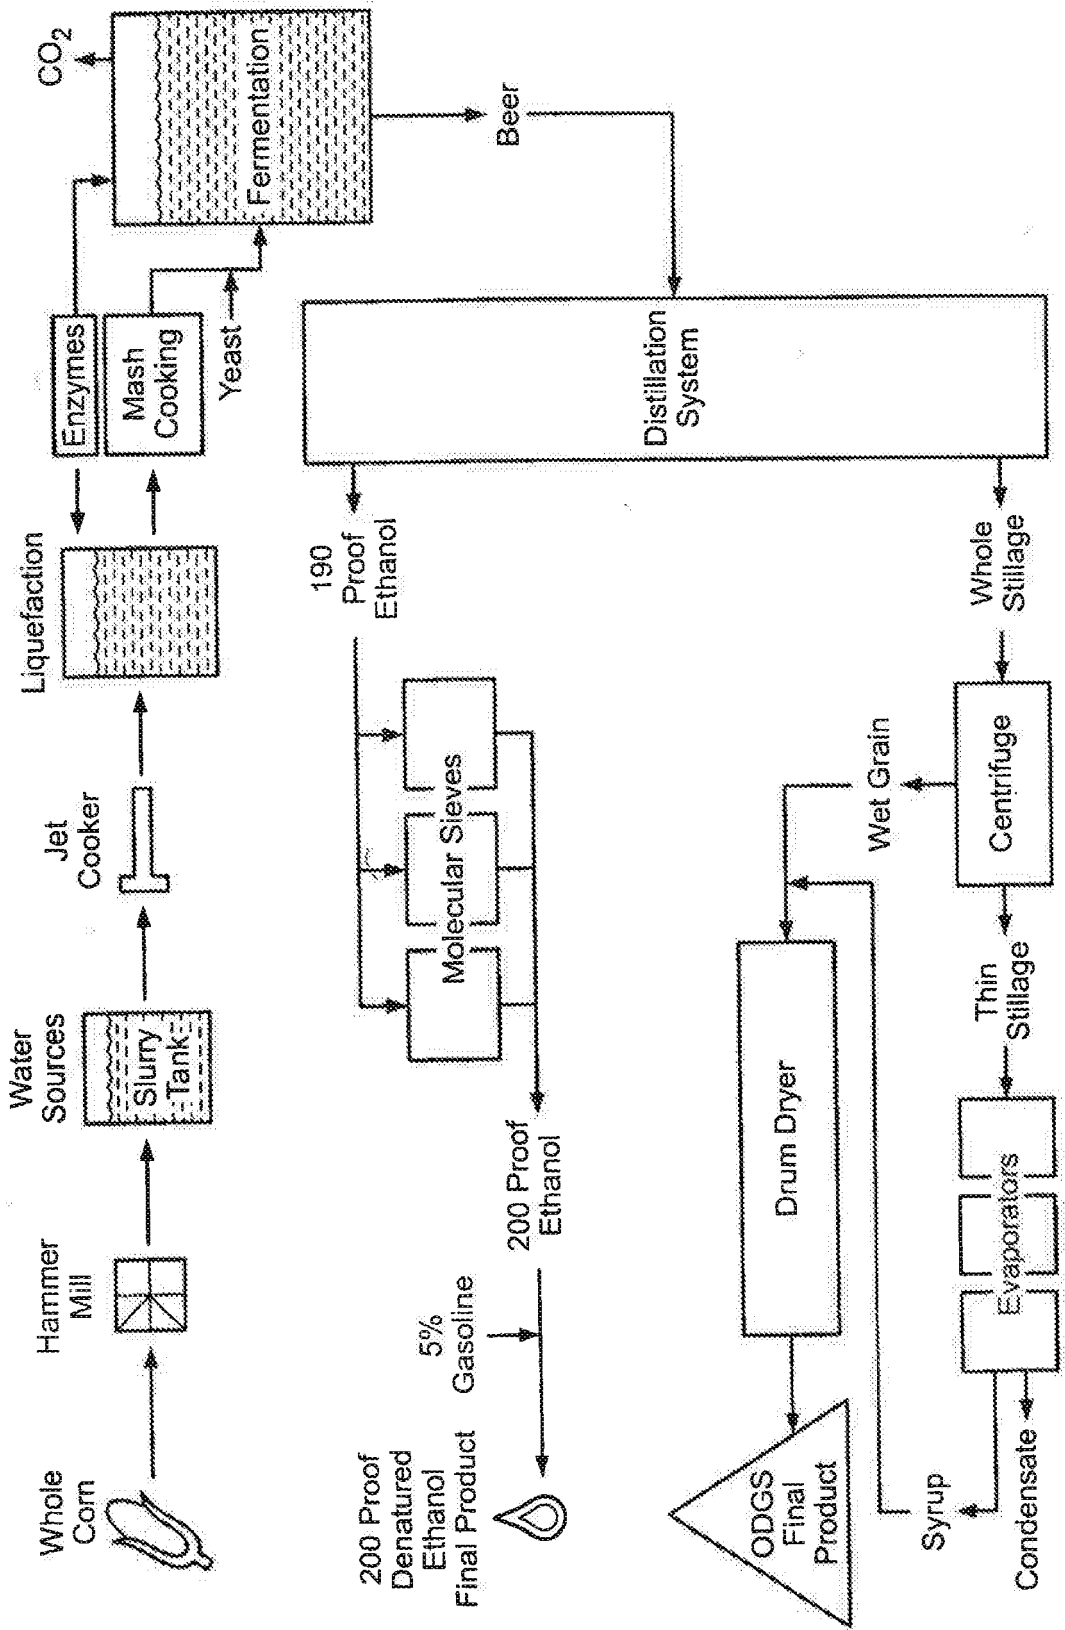 Whole
Corn
Hammer
Mill
Water
Sources
Slurry
Tank
Jet
Cooker
Liquefaction
Enzymes
Mash
Cooking
Yeast
CO2
Fermentation
Beer
Distillation
System
190
Proof
Ethanol
Molecular Sieves
200 Proof
Ethanol
5%
Gasoline
200 Proof
Denatured
Ethanol
Final Product
Whole
Stillage
Centrifuge
Wet Grain
Thin
Stillage
Evaporators
Syrup
Condensate
Drum Dryer
ODGS
Final
Product